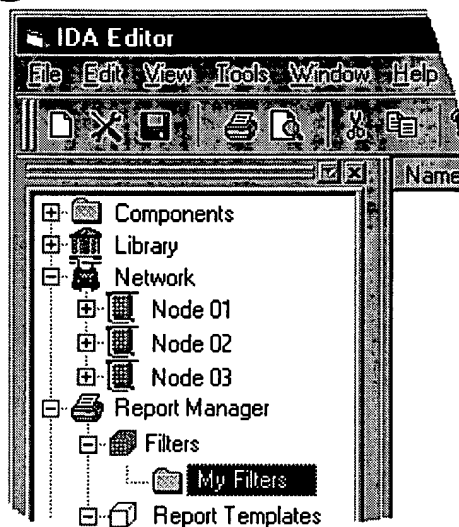 IDA Editor
File Edit View Tools Window Help
Name
Components
Library
Network
Node 01
Node 02
Node 03
Report Manager
Filters
My Filters
Report Templates